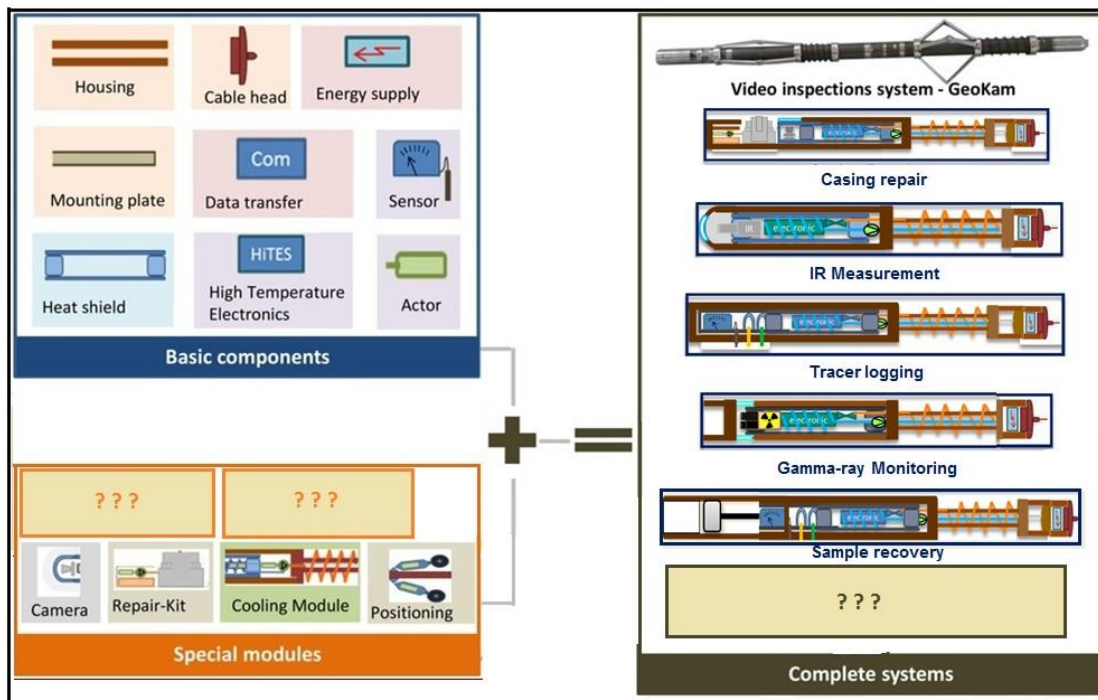 Housing
Cable head
Energy supply
Mounting plate
Com
Data transfer
Sensor
Heat shield
HiTES
High Temperature
Electronics
Actor
Basic components
? ? ?
? ? ?
Camera
Repair-Kit
Cooling Module
Positioning
Special modules
Video inspections system - GeoKam
Casing repair
IR
electronic
IR Measurement
Tracer logging
electronic
Gamma-ray Monitoring
Sample recovery
? ? ?
Complete systems